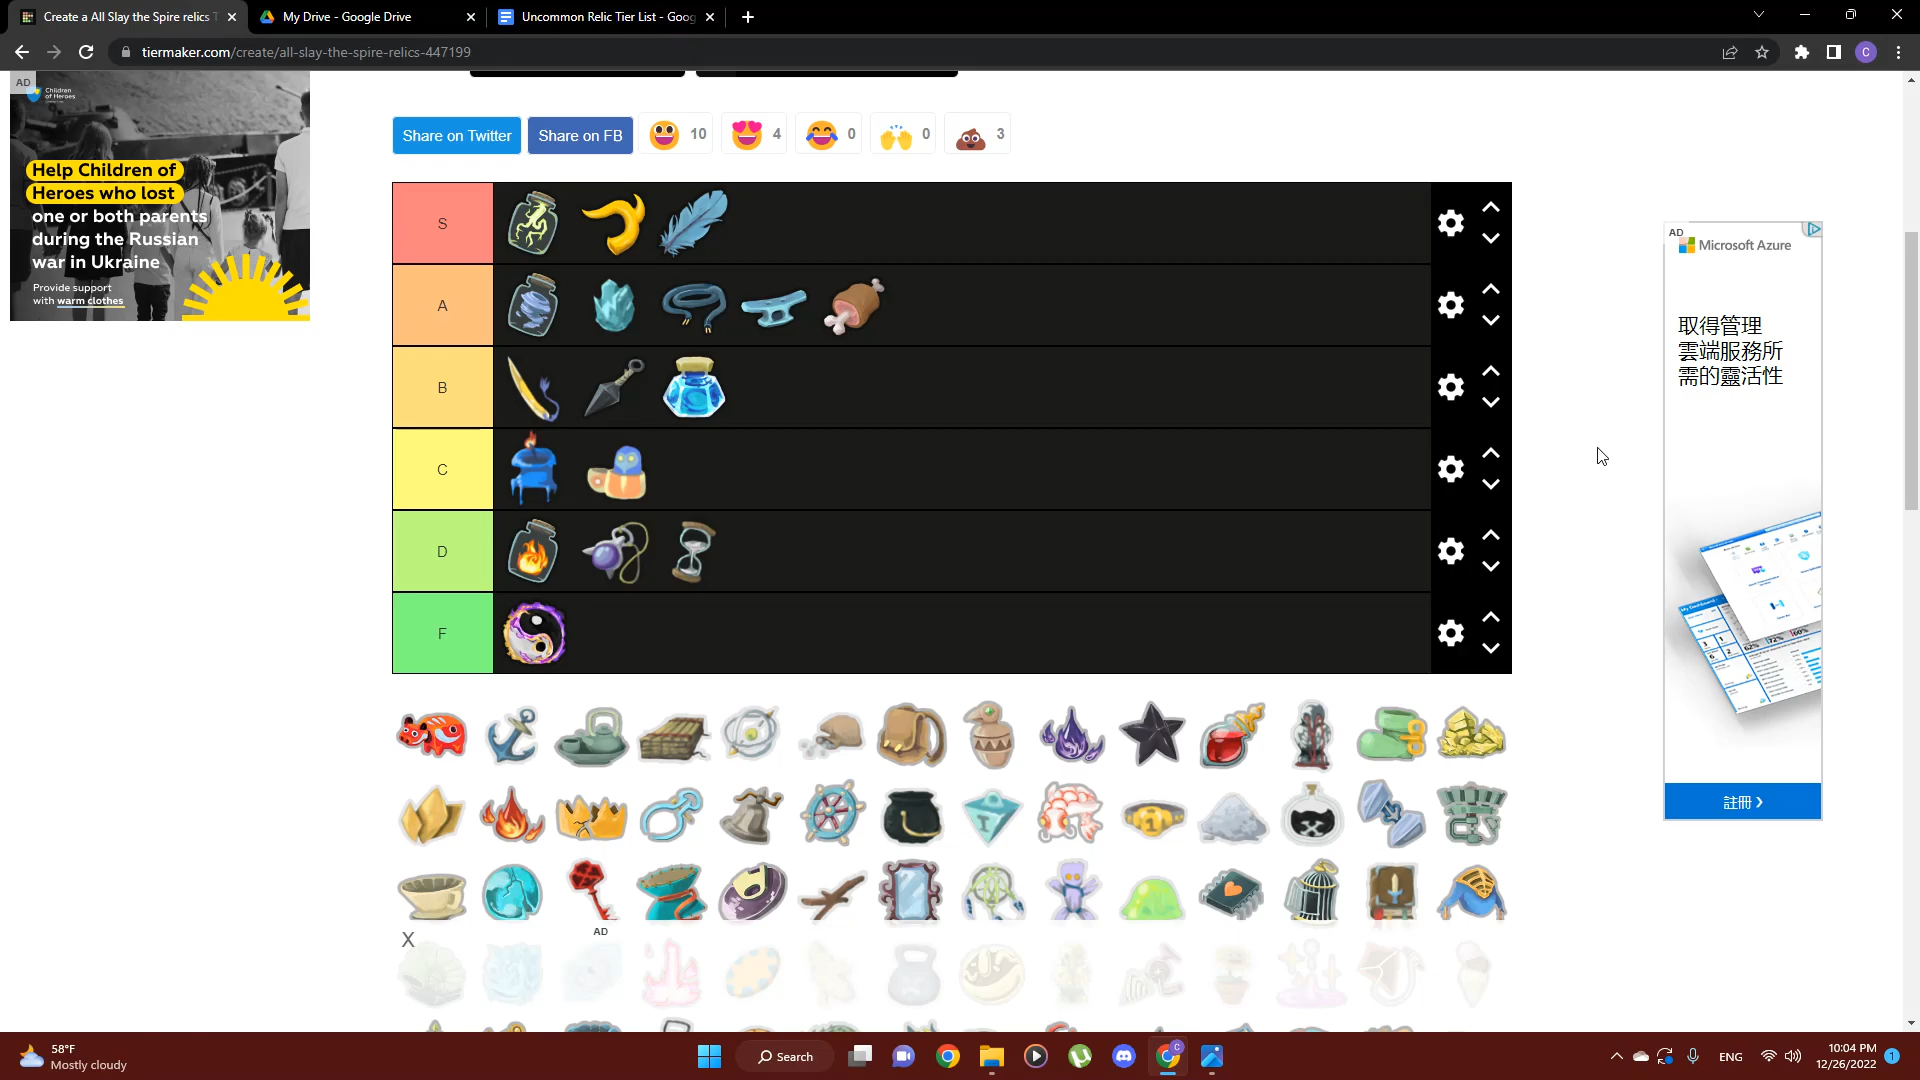 Create a All Slay the Spire relics T
My Drive - Google Drive
Uncommon Relic Tier List - Goog
tiermaker.com/create/all-slay-the-spire-relics-447199
C
AD
Children
of Heroes
Help Children of
Heroes who lost
one or both parents
during the Russian
war in Ukraine
Provide support
with warm clothes
Share on Twitter
Share on FB
10
4
0
0
3
S
A
B
C
D
F
AD
Microsoft Azure
取得管理
雲端服務所
需的靈活性
註冊 ❯
X
AD
58°F
Mostly cloudy
Search
C
ENG
10:04 PM
12/26/2022
1